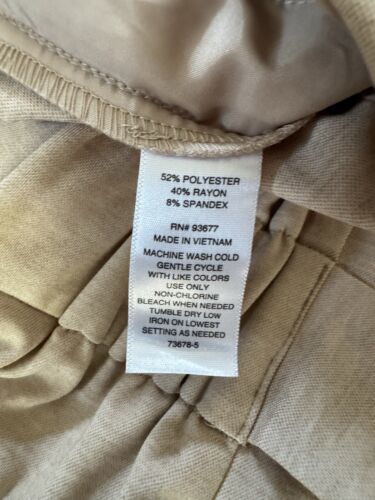 52% POLYESTER
40% RAYON
8% SPANDEX
RN# 93677
MADE IN VIETNAM
MACHINE WASH COLD
GENTLE CYCLE
WITH LIKE COLORS
USE ONLY
NON-CHLORINE
BLEACH WHEN NEEDED
TUMBLE DRY LOW
IRON ON LOWEST
SETTING AS NEEDED
73678-5